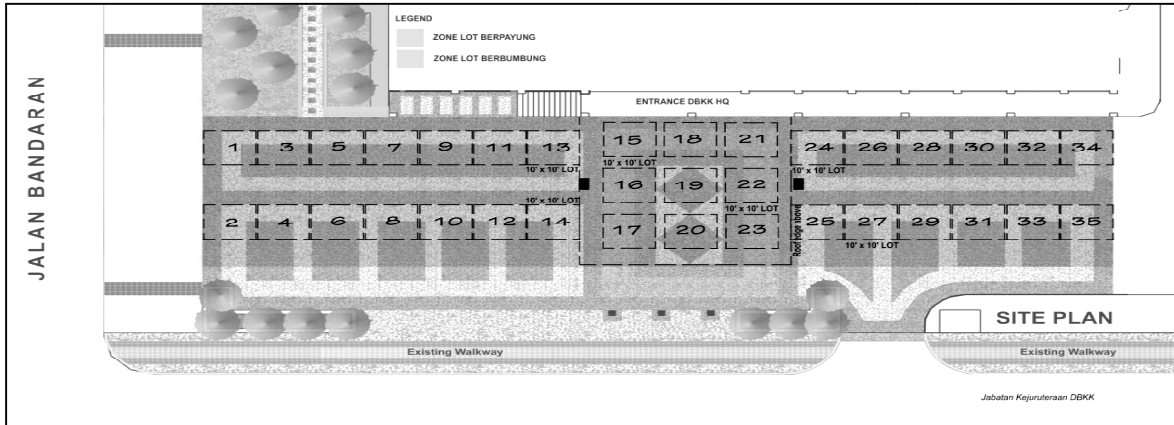 LEGEND
ZONE LOT BERPAYUNG
ZONE LOT BERBUMBUNG
JALAN BANDARAN
ENTRANCE DBKK HQ
1 3 5 7 9 11 13 15 18 21 24 26 28 30 32 34
10' x 10' LOT
10' x 10' LOT
10' x 10' LOT
16 19 22
10' x 10' LOT
10' x 10' LOT
2 4 6 8 10 12 14 17 20 23 25 27 29 31 33 35
Roof edge above
10' x 10' LOT
SITE PLAN
Existing Walkway
Existing Walkway
Jabatan Kejuruteraan DBKK